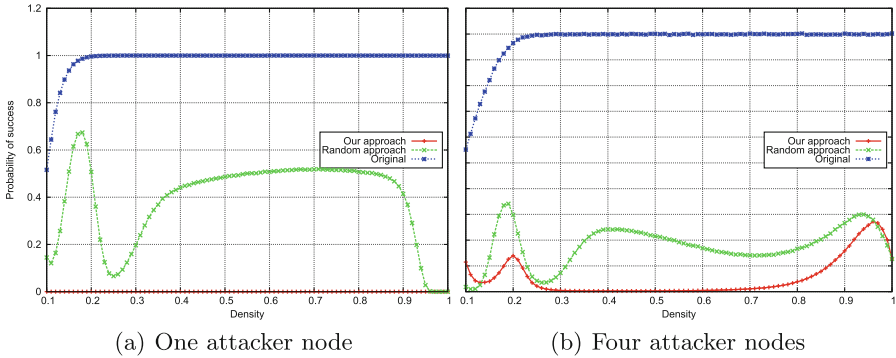 1.2
1
0.8
0.6
0.4
0.2
0
Probability of success
Our approach
Random approach
Original
0.1 0.2 0.3 0.4 0.5 0.6 0.7 0.8 0.9 1
Density
(a) One attacker node
Our approach
Random approach
Original
0.1 0.2 0.3 0.4 0.5 0.6 0.7 0.8 0.9 1
Density
(b) Four attacker nodes